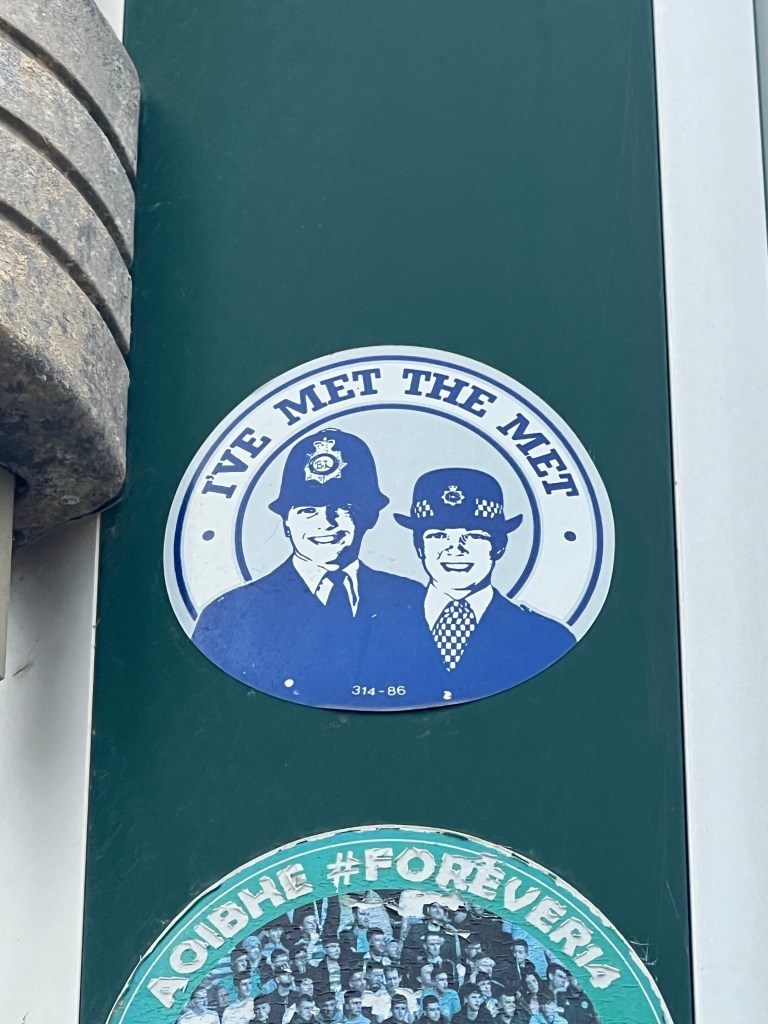 I'VE MET THE MET
314-86
AOIBHE #FOREVER14